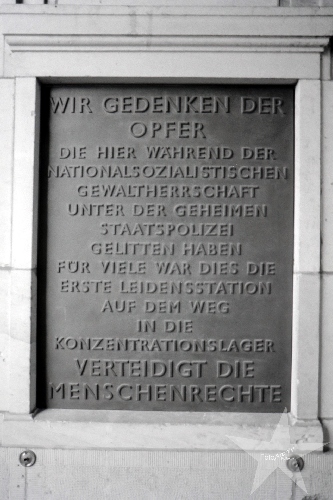 WIR GEDENKEN DER
OPFER
DIE HIER WÄHREND DER
NATIONALSOZIALISTISCHEN
GEWALTHERRSCHAFT
UNTER DER GEHEIMEN
STAATSPOLIZEI
GELITTEN HABEN
FÜR VIELE WAR DIES DIE
ERSTE LEIDENSSTATION
AUF DEM WEG
IN DIE
KONZENTRATIONSLAGER
VERTEIDIGT DIE
MENSCHENRECHTE